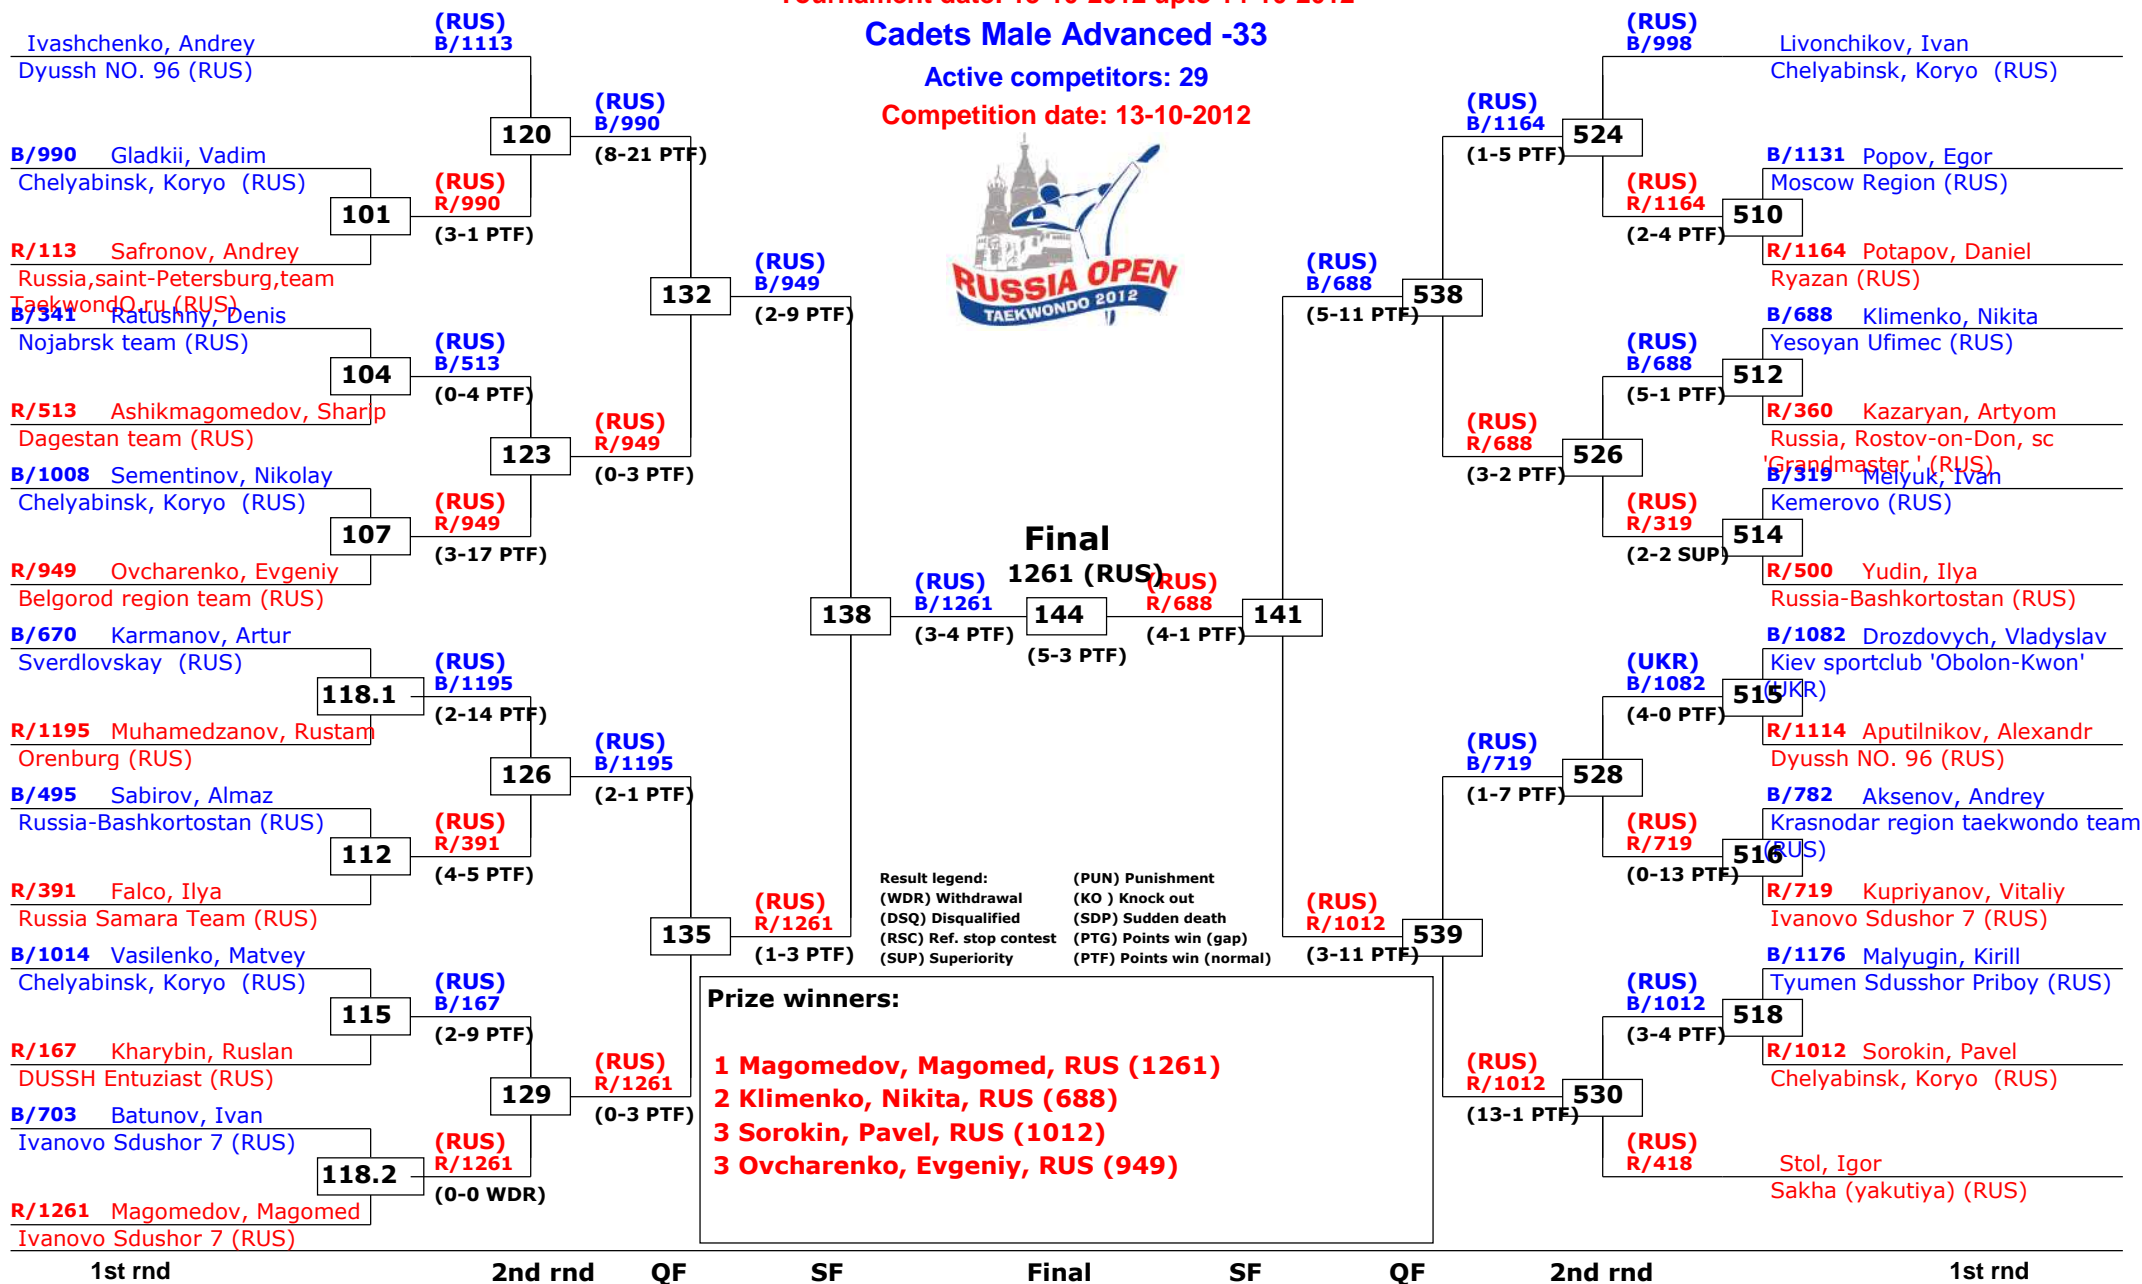 Cadets Male Advanced -33
Active competitors: 29
Competition date: 13-10-2012
RUSSIA OPEN
TAEKWONDO 2012
Ivashchenko, Andrey
Dyussh NO. 96 (RUS)
(RUS)
B/1113
120
(RUS)
B/990
(8-21 PTF)
B/990 Gladkii, Vadim
Chelyabinsk, Koryo (RUS)
101
(RUS)
R/990
(3-1 PTF)
R/113 Safronov, Andrey
Russia,saint-Petersburg,team
TaekwondO.ru (RUS)
132
(RUS)
B/949
(2-9 PTF)
B/341 Ratushny, Denis
Nojabrsk team (RUS)
104
(RUS)
B/513
(0-4 PTF)
R/513 Ashikmagomedov, Sharip
Dagestan team (RUS)
123
(RUS)
R/949
(0-3 PTF)
B/1008 Sementinov, Nikolay
Chelyabinsk, Koryo (RUS)
107
(RUS)
R/949
(3-17 PTF)
R/949 Ovcharenko, Evgeniy
Belgorod region team (RUS)
138
(RUS)
B/1261
(3-4 PTF)
B/670 Karmanov, Artur
Sverdlovskay (RUS)
118.1
(RUS)
B/1195
(2-14 PTF)
R/1195 Muhamedzanov, Rustam
Orenburg (RUS)
126
(RUS)
B/1195
(2-1 PTF)
B/495 Sabirov, Almaz
Russia-Bashkortostan (RUS)
112
(RUS)
R/391
(4-5 PTF)
R/391 Falco, Ilya
Russia Samara Team (RUS)
135
(RUS)
R/1261
(1-3 PTF)
B/1014 Vasilenko, Matvey
Chelyabinsk, Koryo (RUS)
115
(RUS)
B/167
(2-9 PTF)
R/167 Kharybin, Ruslan
DUSSH Entuziast (RUS)
129
(RUS)
R/1261
(0-3 PTF)
B/703 Batunov, Ivan
Ivanovo Sdushor 7 (RUS)
118.2
(RUS)
R/1261
(0-0 WDR)
R/1261 Magomedov, Magomed
Ivanovo Sdushor 7 (RUS)
Final
1261 (RUS)
144
(5-3 PTF)
(RUS)
R/688
(4-1 PTF)
141
(RUS)
B/998
Livonchikov, Ivan
Chelyabinsk, Koryo (RUS)
(RUS)
B/1164
(1-5 PTF)
524
B/1131 Popov, Egor
Moscow Region (RUS)
(RUS)
R/1164
(2-4 PTF)
510
R/1164 Potapov, Daniel
Ryazan (RUS)
(RUS)
B/688
(5-11 PTF)
538
B/688 Klimenko, Nikita
Yesoyan Ufimec (RUS)
(RUS)
B/688
(5-1 PTF)
512
R/360 Kazaryan, Artyom
Russia, Rostov-on-Don, sc
'Grandmaster ' (RUS)
(RUS)
R/688
(3-2 PTF)
526
B/319 Melyuk, Ivan
Kemerovo (RUS)
(RUS)
R/319
(2-2 SUP)
514
R/500 Yudin, Ilya
Russia-Bashkortostan (RUS)
B/1082 Drozdovych, Vladyslav
Kiev sportclub 'Obolon-Kwon'
(UKR)
(UKR)
B/1082
(4-0 PTF)
515
R/1114 Aputilnikov, Alexandr
Dyussh NO. 96 (RUS)
(RUS)
B/719
(1-7 PTF)
528
B/782 Aksenov, Andrey
Krasnodar region taekwondo team
(RUS)
(RUS)
R/719
(0-13 PTF)
516
R/719 Kupriyanov, Vitaliy
Ivanovo Sdushor 7 (RUS)
(RUS)
R/1012
(3-11 PTF)
539
B/1176 Malyugin, Kirill
Tyumen Sdusshor Priboy (RUS)
(RUS)
B/1012
(3-4 PTF)
518
R/1012 Sorokin, Pavel
Chelyabinsk, Koryo (RUS)
(RUS)
R/1012
(13-1 PTF)
530
(RUS)
R/418
Stol, Igor
Sakha (yakutiya) (RUS)
Result legend:
(WDR) Withdrawal
(DSQ) Disqualified
(RSC) Ref. stop contest
(SUP) Superiority
(PUN) Punishment
(KO ) Knock out
(SDP) Sudden death
(PTG) Points win (gap)
(PTF) Points win (normal)
Prize winners:
1 Magomedov, Magomed, RUS (1261)
2 Klimenko, Nikita, RUS (688)
3 Sorokin, Pavel, RUS (1012)
3 Ovcharenko, Evgeniy, RUS (949)
1st rnd 2nd rnd QF SF Final SF QF 2nd rnd 1st rnd